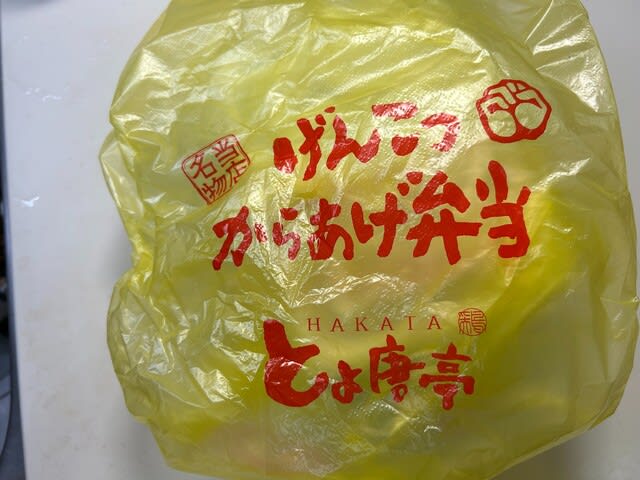 当店
名物
げんこつ
からあげ弁当
HAKATA
とよ唐亭